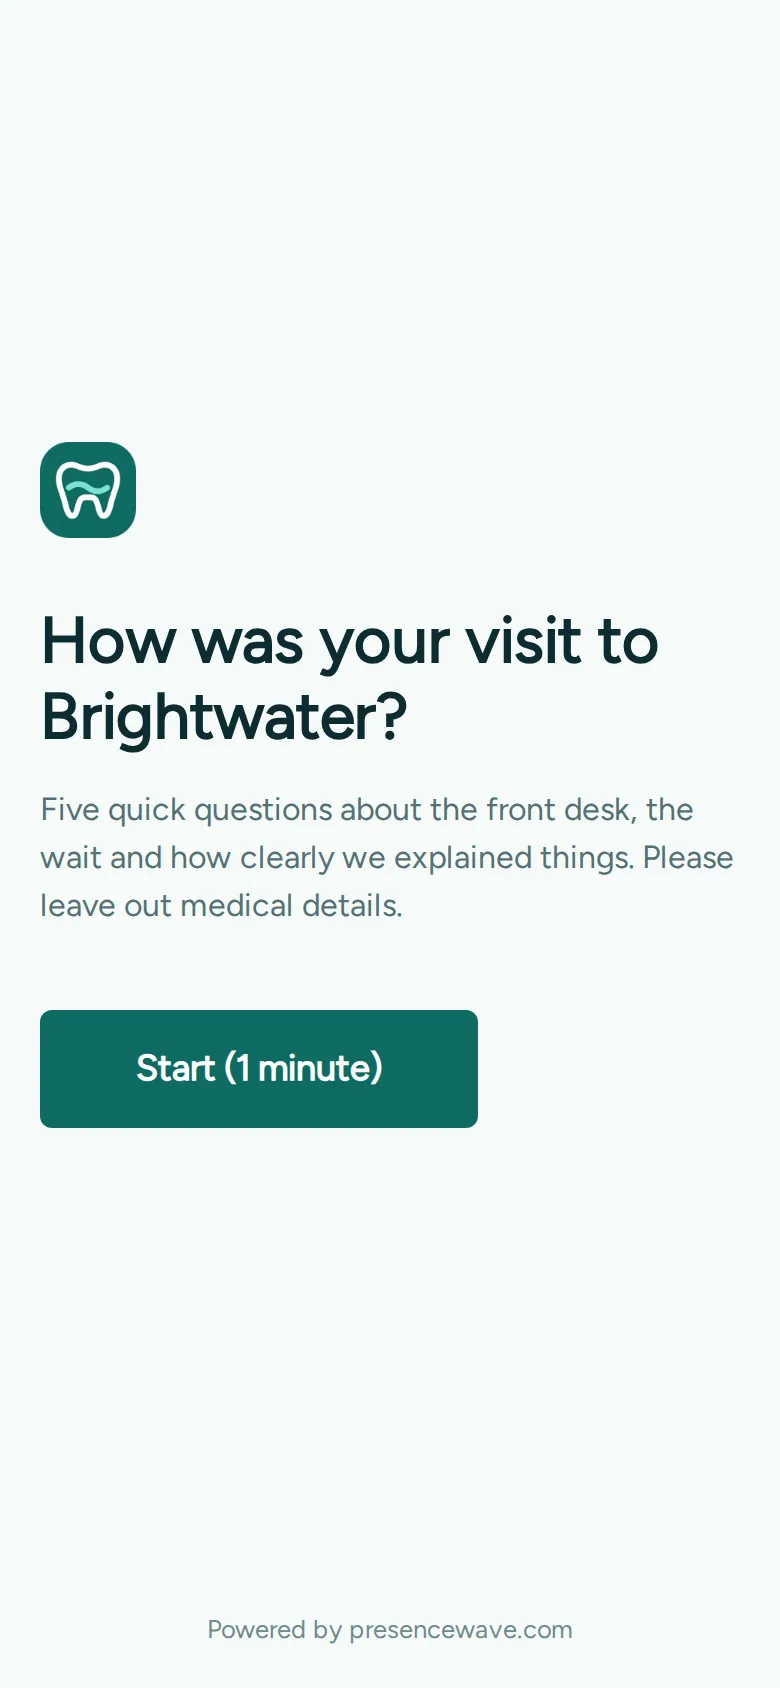 How was your visit to
Brightwater?
Five quick questions about the front desk, the
wait and how clearly we explained things. Please
leave out medical details.
Start (1 minute)
Powered by presencewave.com